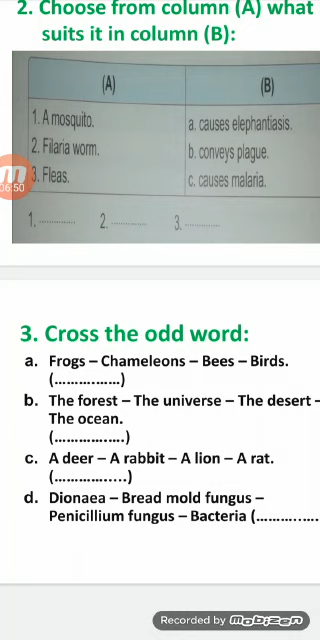 2. Choose from column (A) what
suits it in column (B):
(A)
(B)
1. A mosquito.
a. causes elephantiasis.
2. Filaria worm.
b. conveys plague.
3. Fleas.
c. causes malaria.
06:50
1. ............... 2. ............... 3. ...............
3. Cross the odd word:
a. Frogs – Chameleons – Bees – Birds.
(................)
b. The forest – The universe – The desert –
The ocean.
(.................)
c. A deer – A rabbit – A lion – A rat.
(..................)
d. Dionaea – Bread mold fungus –
Penicillium fungus – Bacteria (...............
Recorded by Mobizen